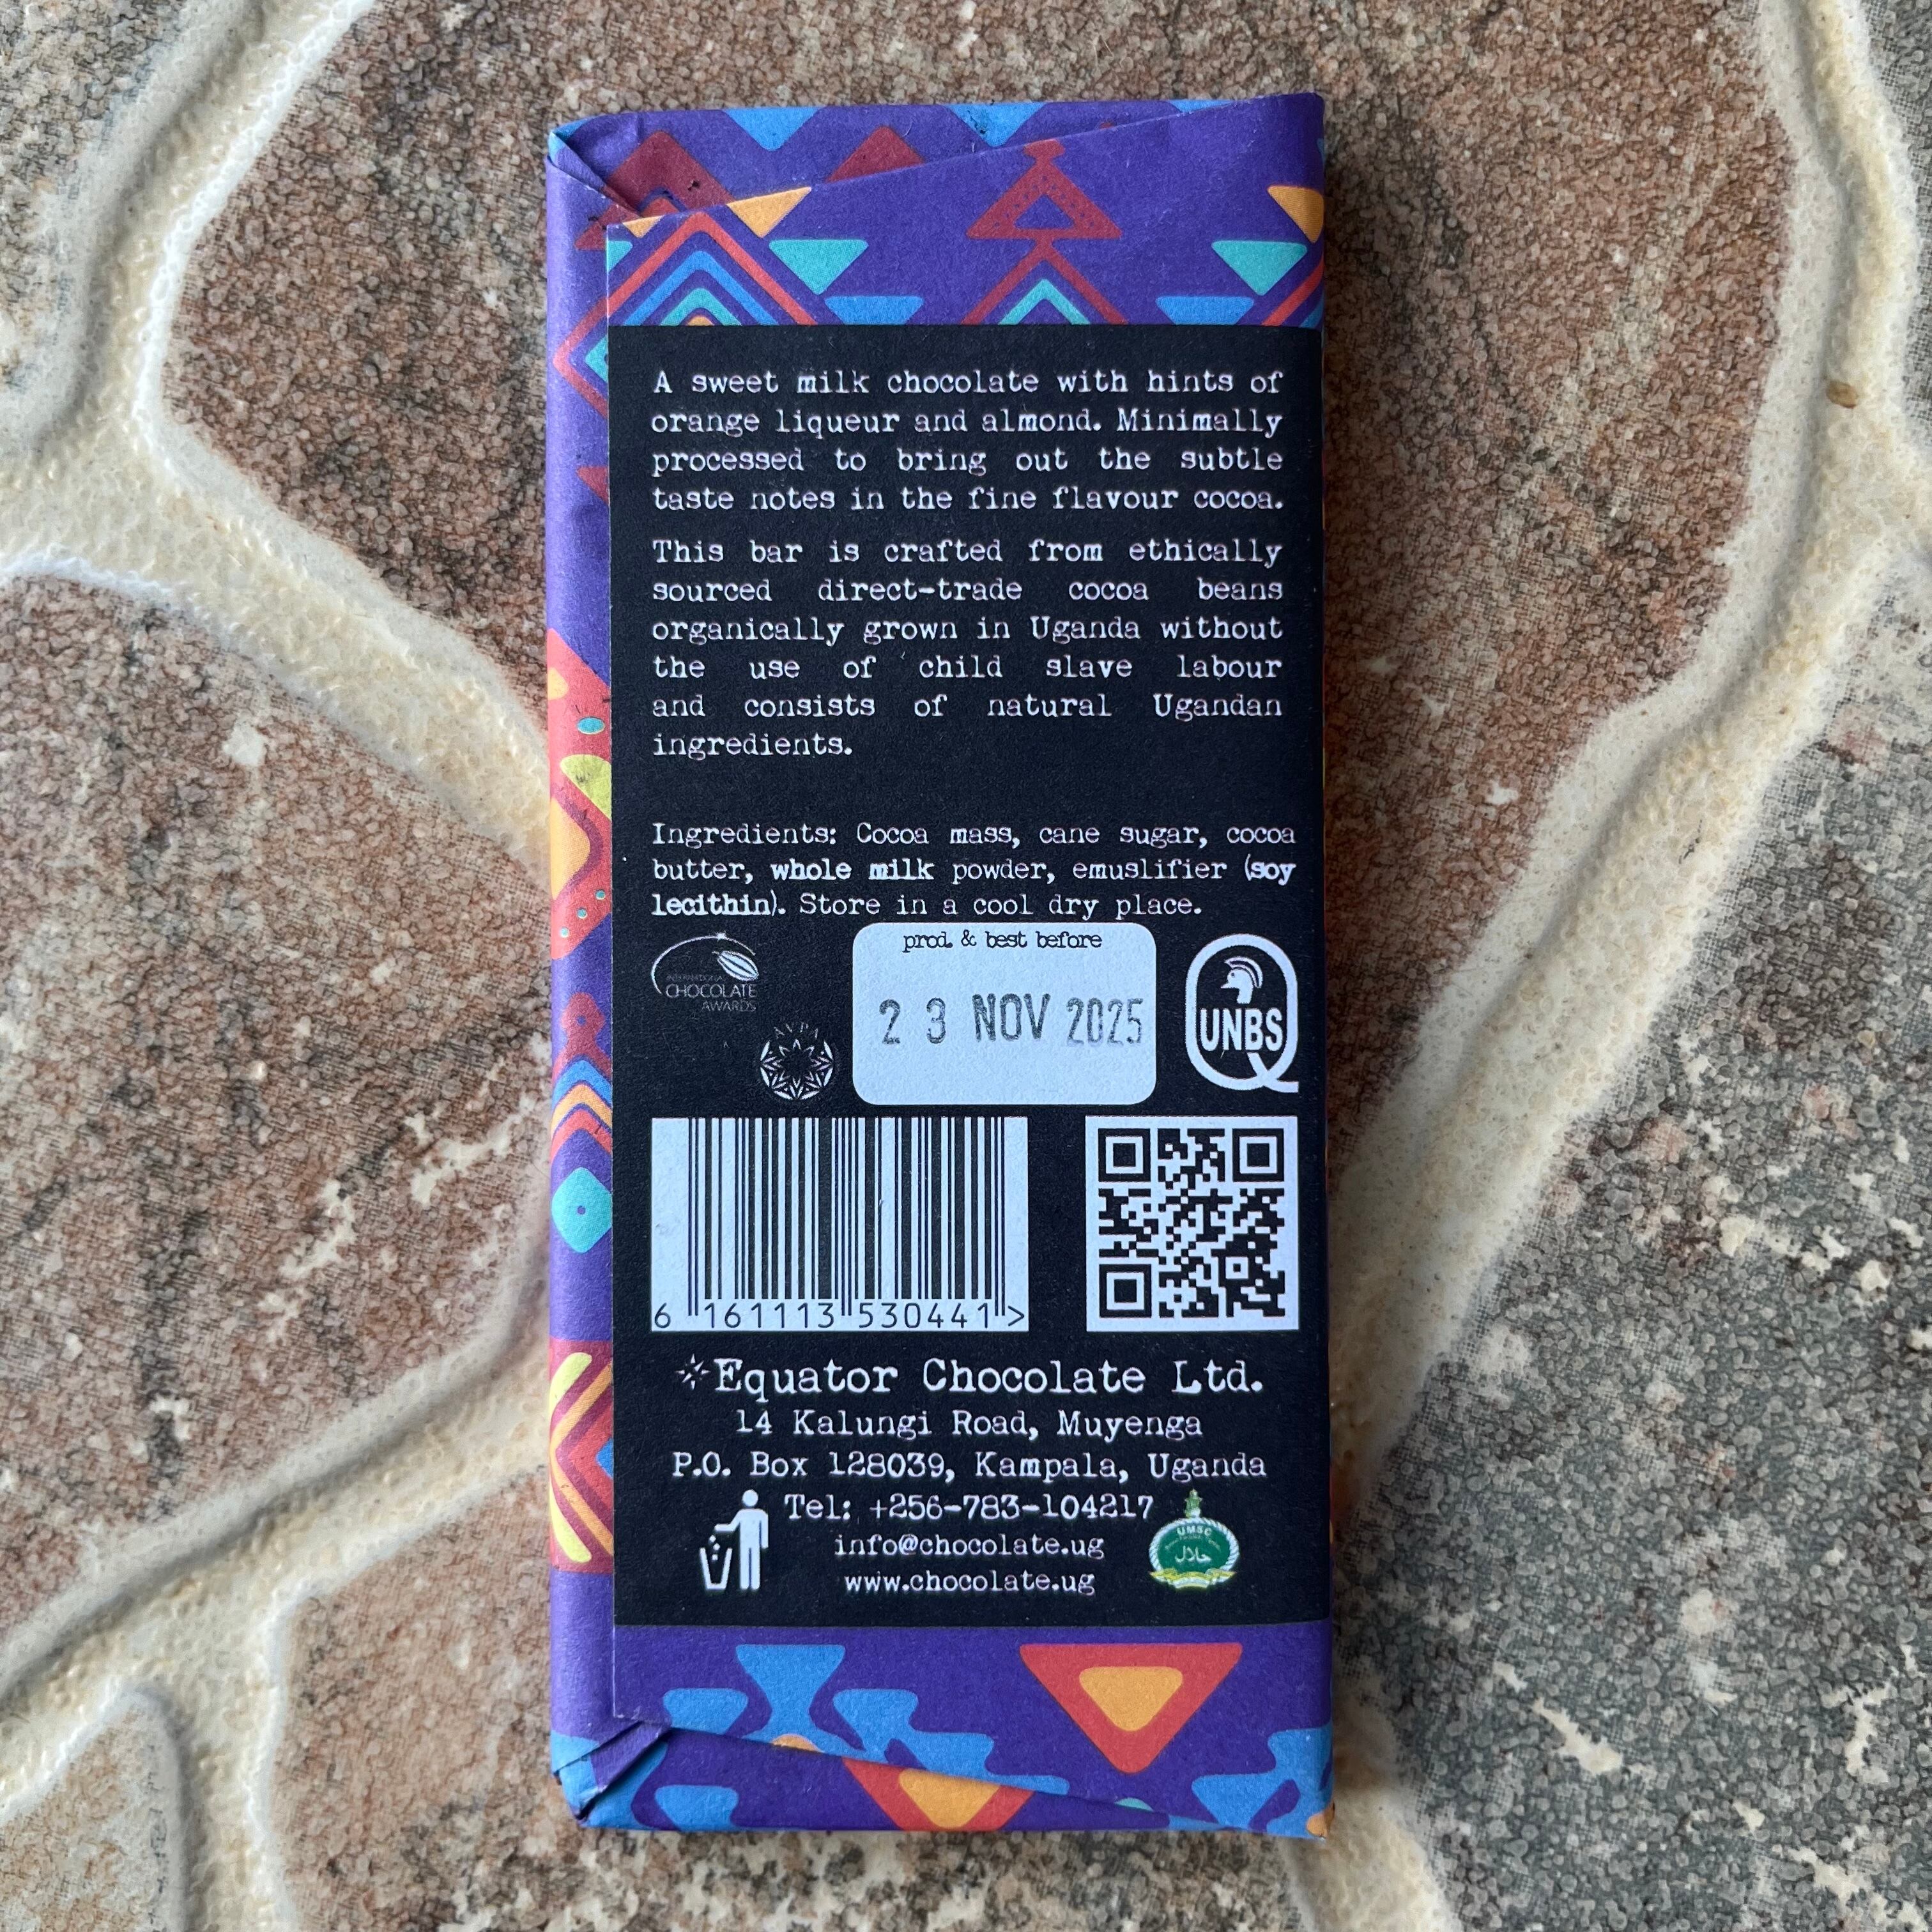 A sweet milk chocolate with hints of
orange liqueur and almond. Minimally
processed to bring out the subtle
taste notes in the fine flavour cocoa.
This bar is crafted from ethically
sourced direct-trade cocoa beans
organically grown in Uganda without
the use of child slave labour
and consists of natural Ugandan
ingredients.
Ingredients: Cocoa mass, cane sugar, cocoa
butter, whole milk powder, emuslifier (soy
lecithin). Store in a cool dry place.
INTERNATIONAL
CHOCOLATE
AWARDS
AVPA
prod. & best before
23 NOV 2025
UNBS
6 161113 530441 >
Equator Chocolate Ltd.
14 Kalungi Road, Muyenga
P.O. Box 128039, Kampala, Uganda
Tel: +256-783-104217
info@chocolate.ug
www.chocolate.ug
UMSC
حلال